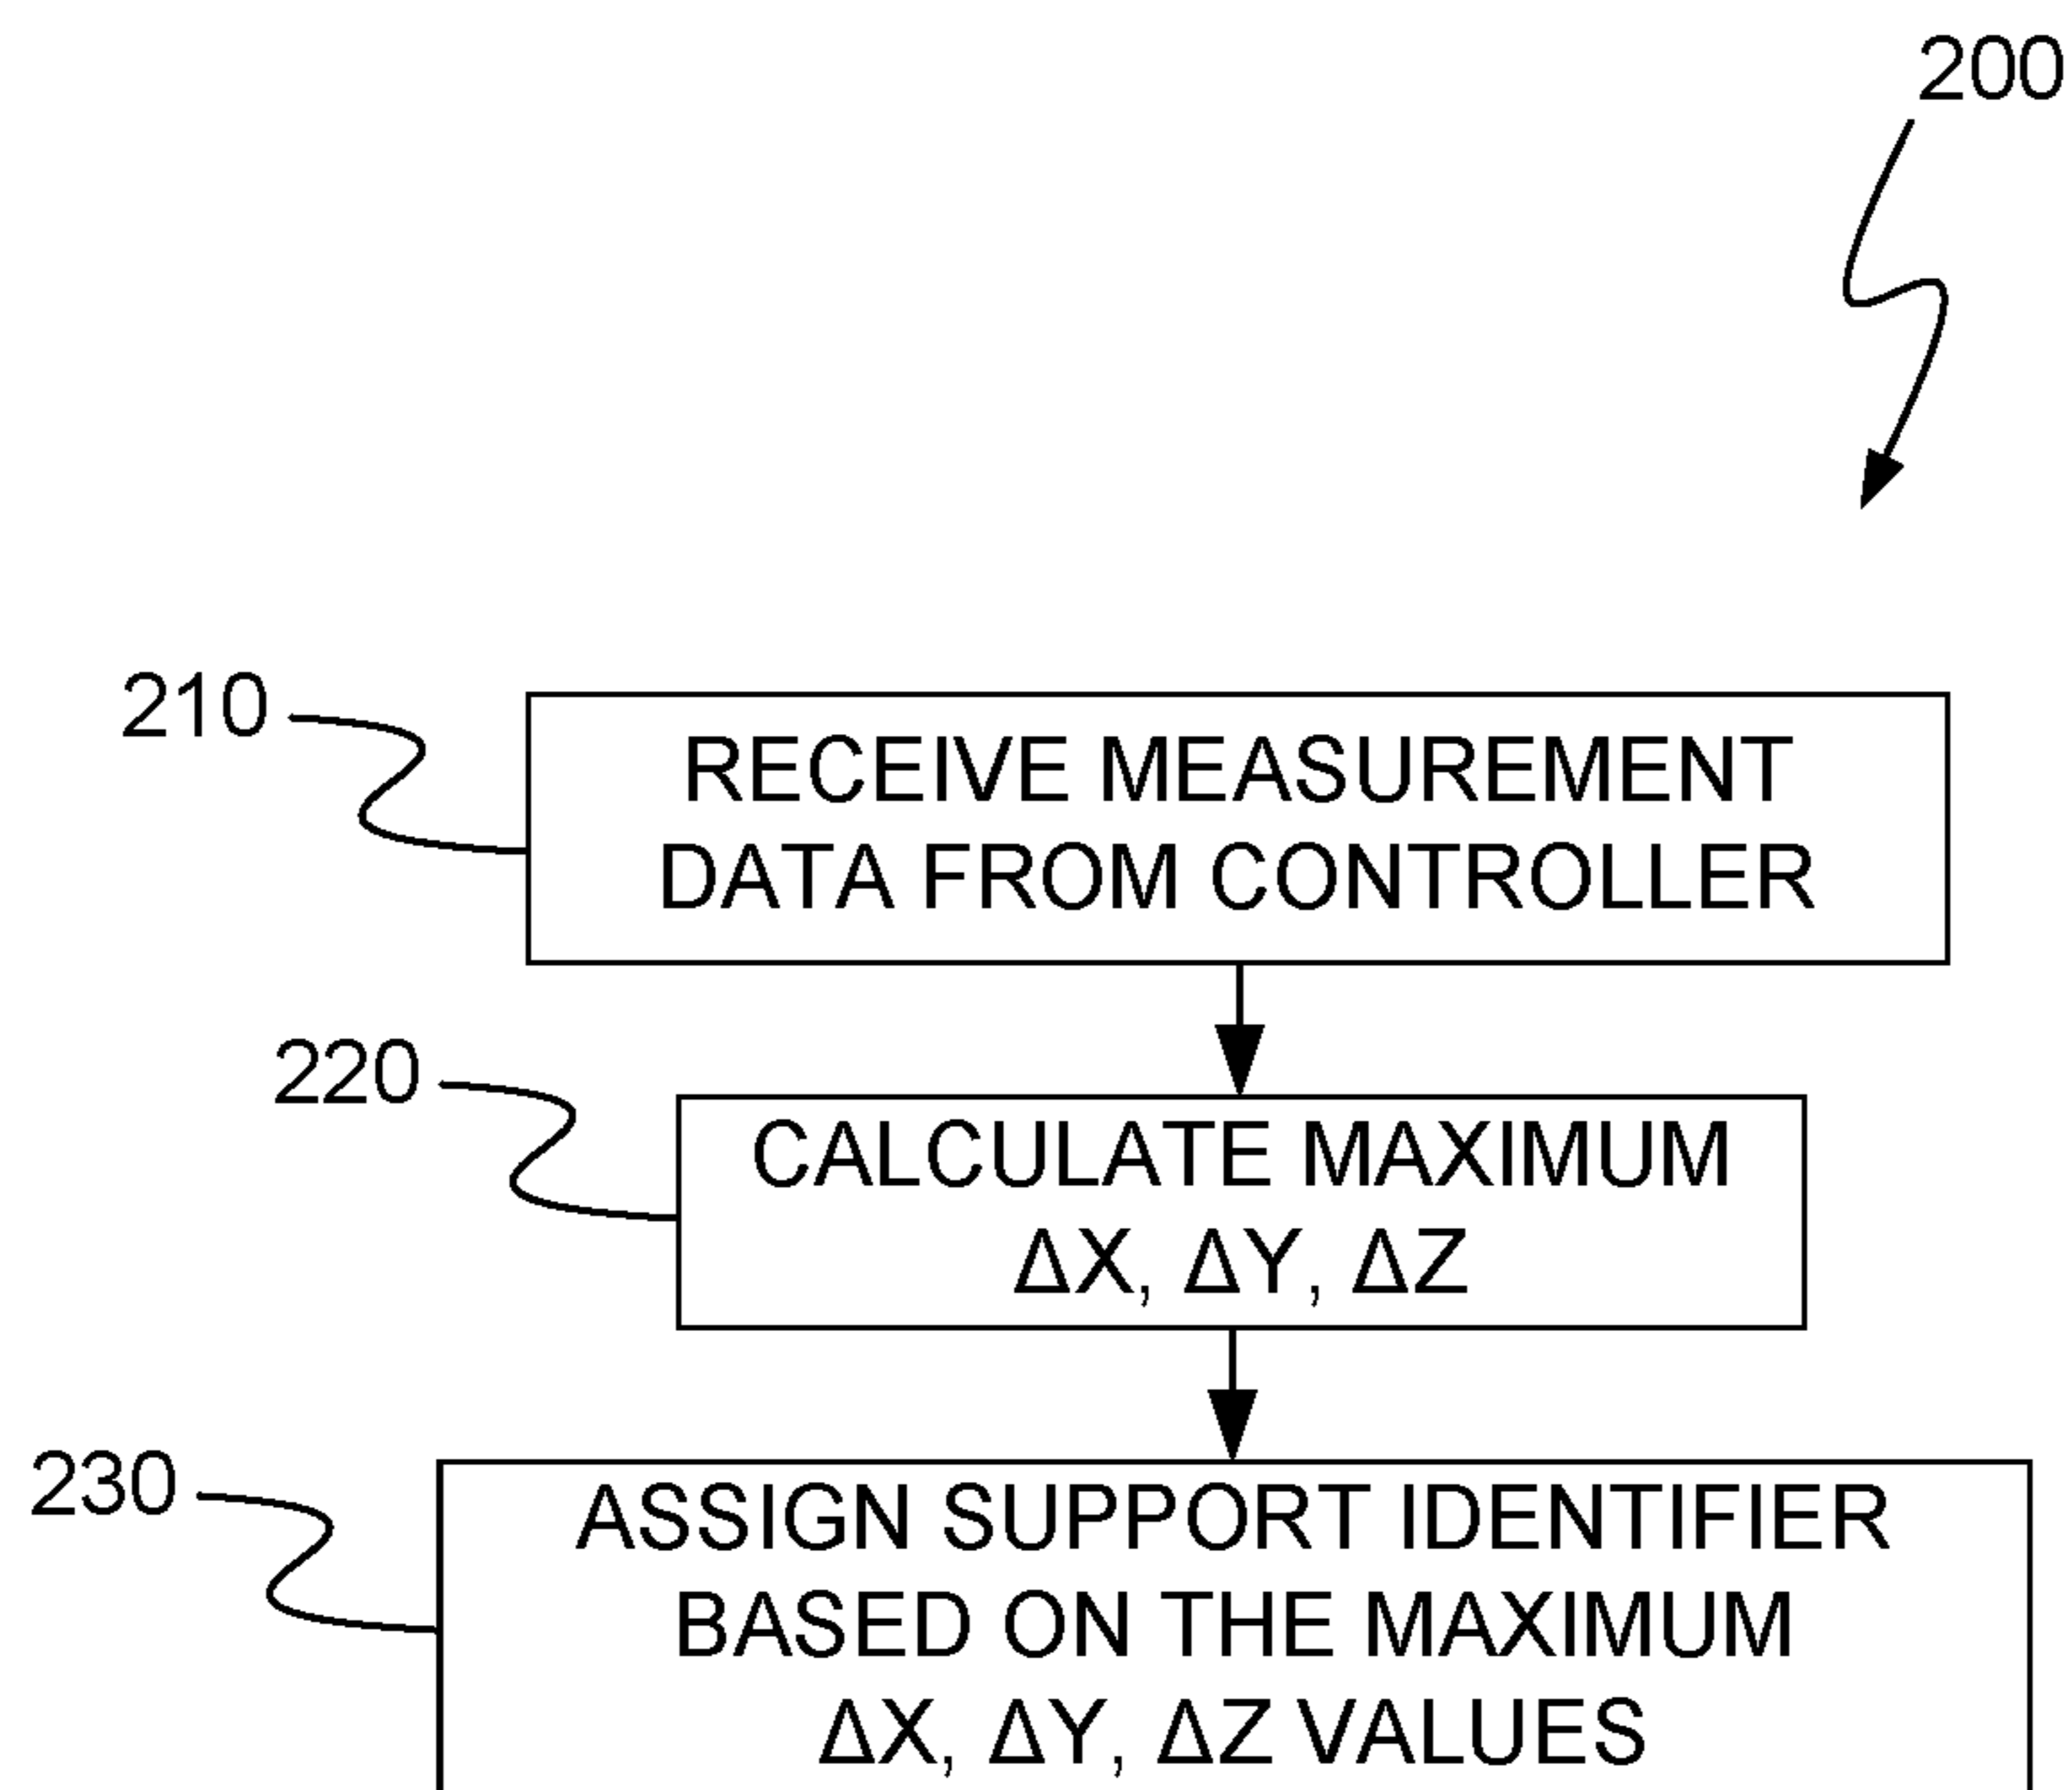 200
210
RECEIVE MEASUREMENT
DATA FROM CONTROLLER
220
CALCULATE MAXIMUM
ΔX, ΔY, ΔZ
230
ASSIGN SUPPORT IDENTIFIER
BASED ON THE MAXIMUM
ΔX, ΔY, ΔZ VALUES